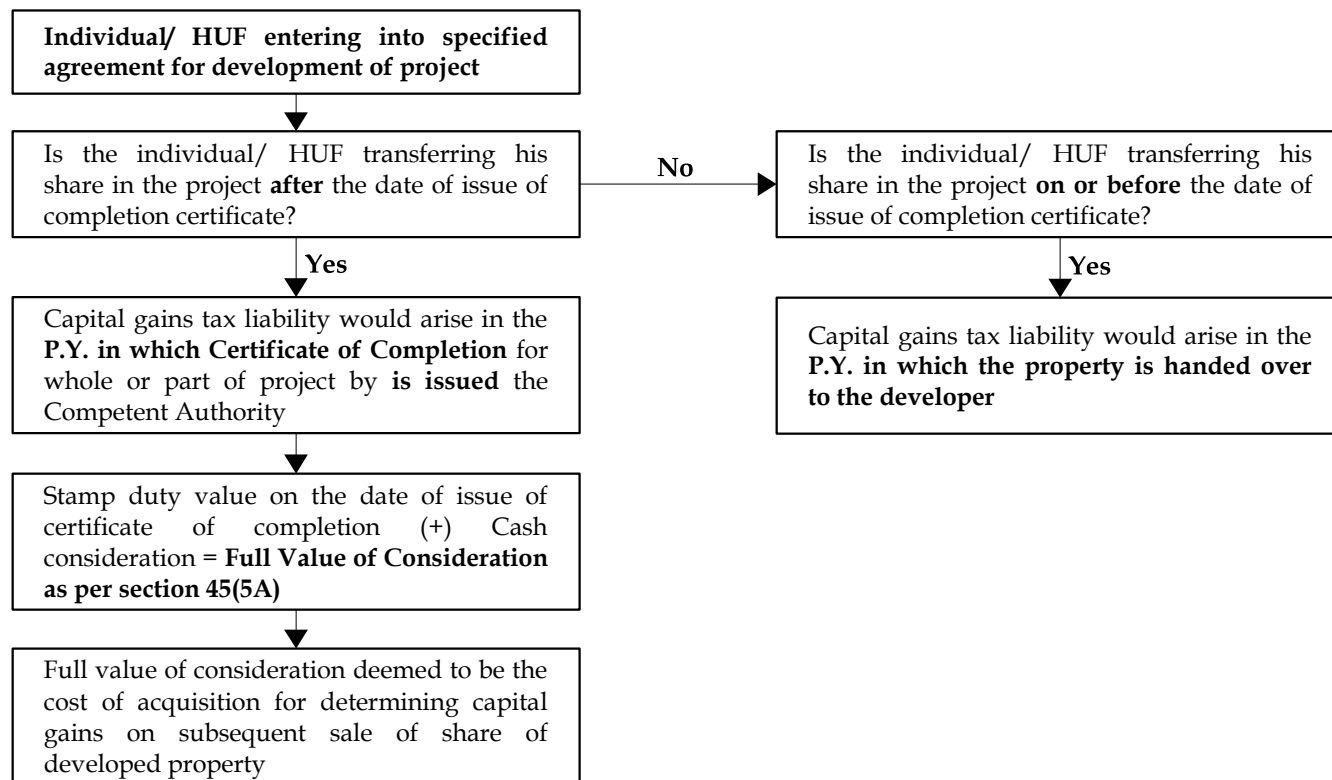 Individual/ HUF entering into specified
agreement for development of project
Is the individual/ HUF transferring his
share in the project after the date of issue of
completion certificate?
No
Is the individual/ HUF transferring his
share in the project on or before the date of
issue of completion certificate?
Yes
Yes
Capital gains tax liability would arise in the
P.Y. in which Certificate of Completion for
whole or part of project by is issued the
Competent Authority
Capital gains tax liability would arise in the
P.Y. in which the property is handed over
to the developer
Stamp duty value on the date of issue of
certificate of completion (+) Cash
consideration = Full Value of Consideration
as per section 45(5A)
Full value of consideration deemed to be the
cost of acquisition for determining capital
gains on subsequent sale of share of
developed property